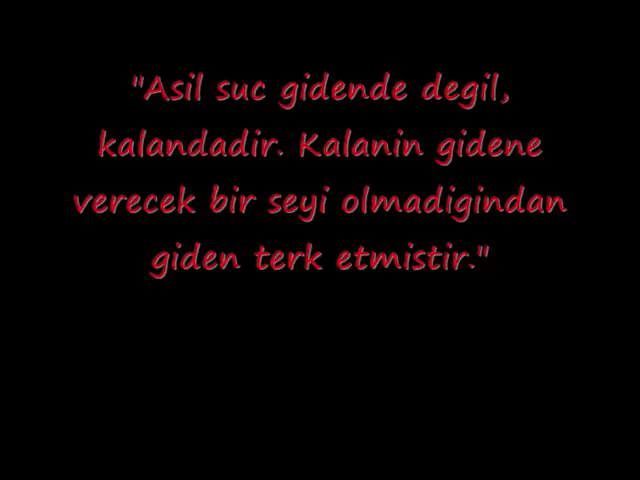 "Asil suc gidende degil,
kalandadir. Kalanin gidene
verecek bir seyi olmadigindan
giden terk etmistir."